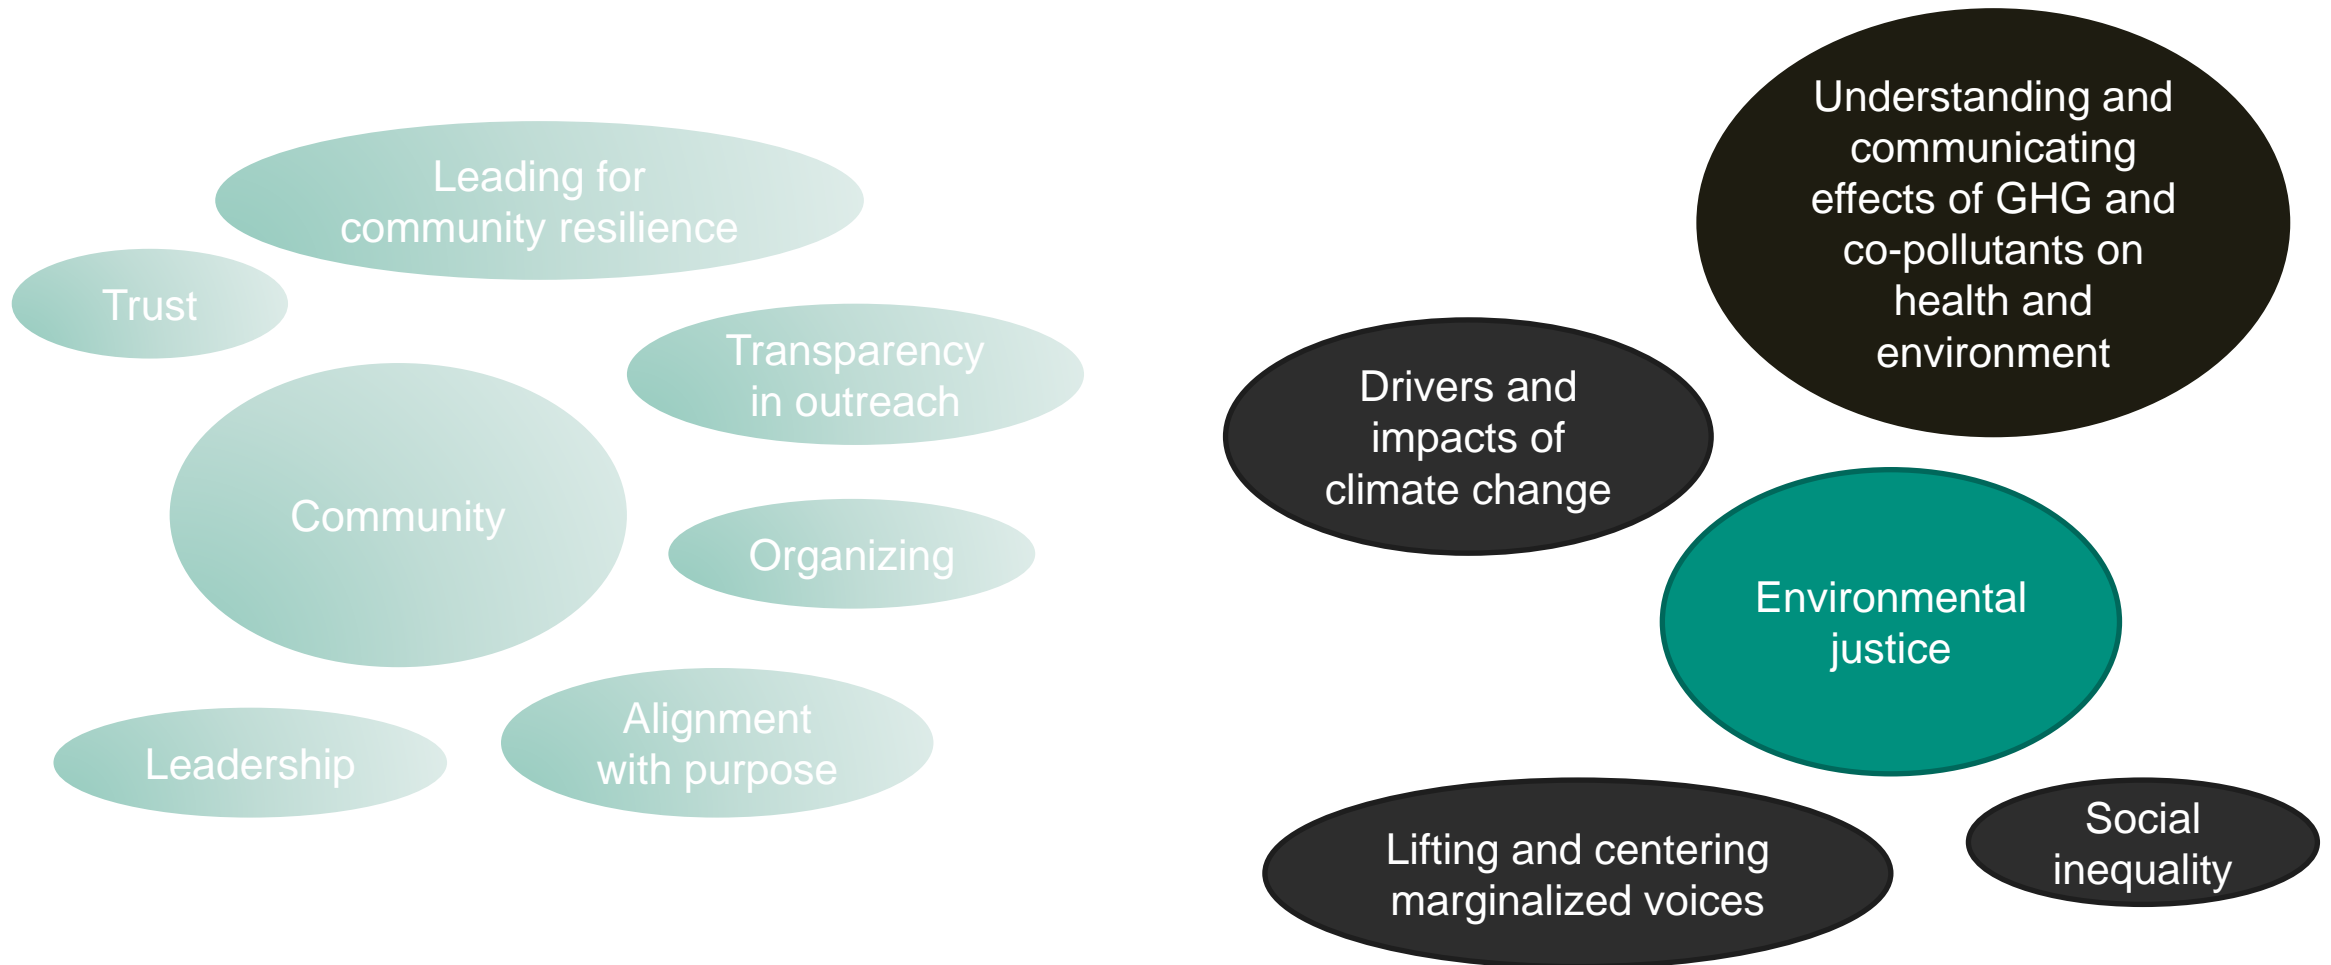 Leading for
community resilience
Trust
Transparency
in outreach
Community
Organizing
Alignment
with purpose
Leadership
Understanding and
communicating
effects of GHG and
co-pollutants on
health and
environment
Drivers and
impacts of
climate change
Environmental
justice
Lifting and centering
marginalized voices
Social
inequality